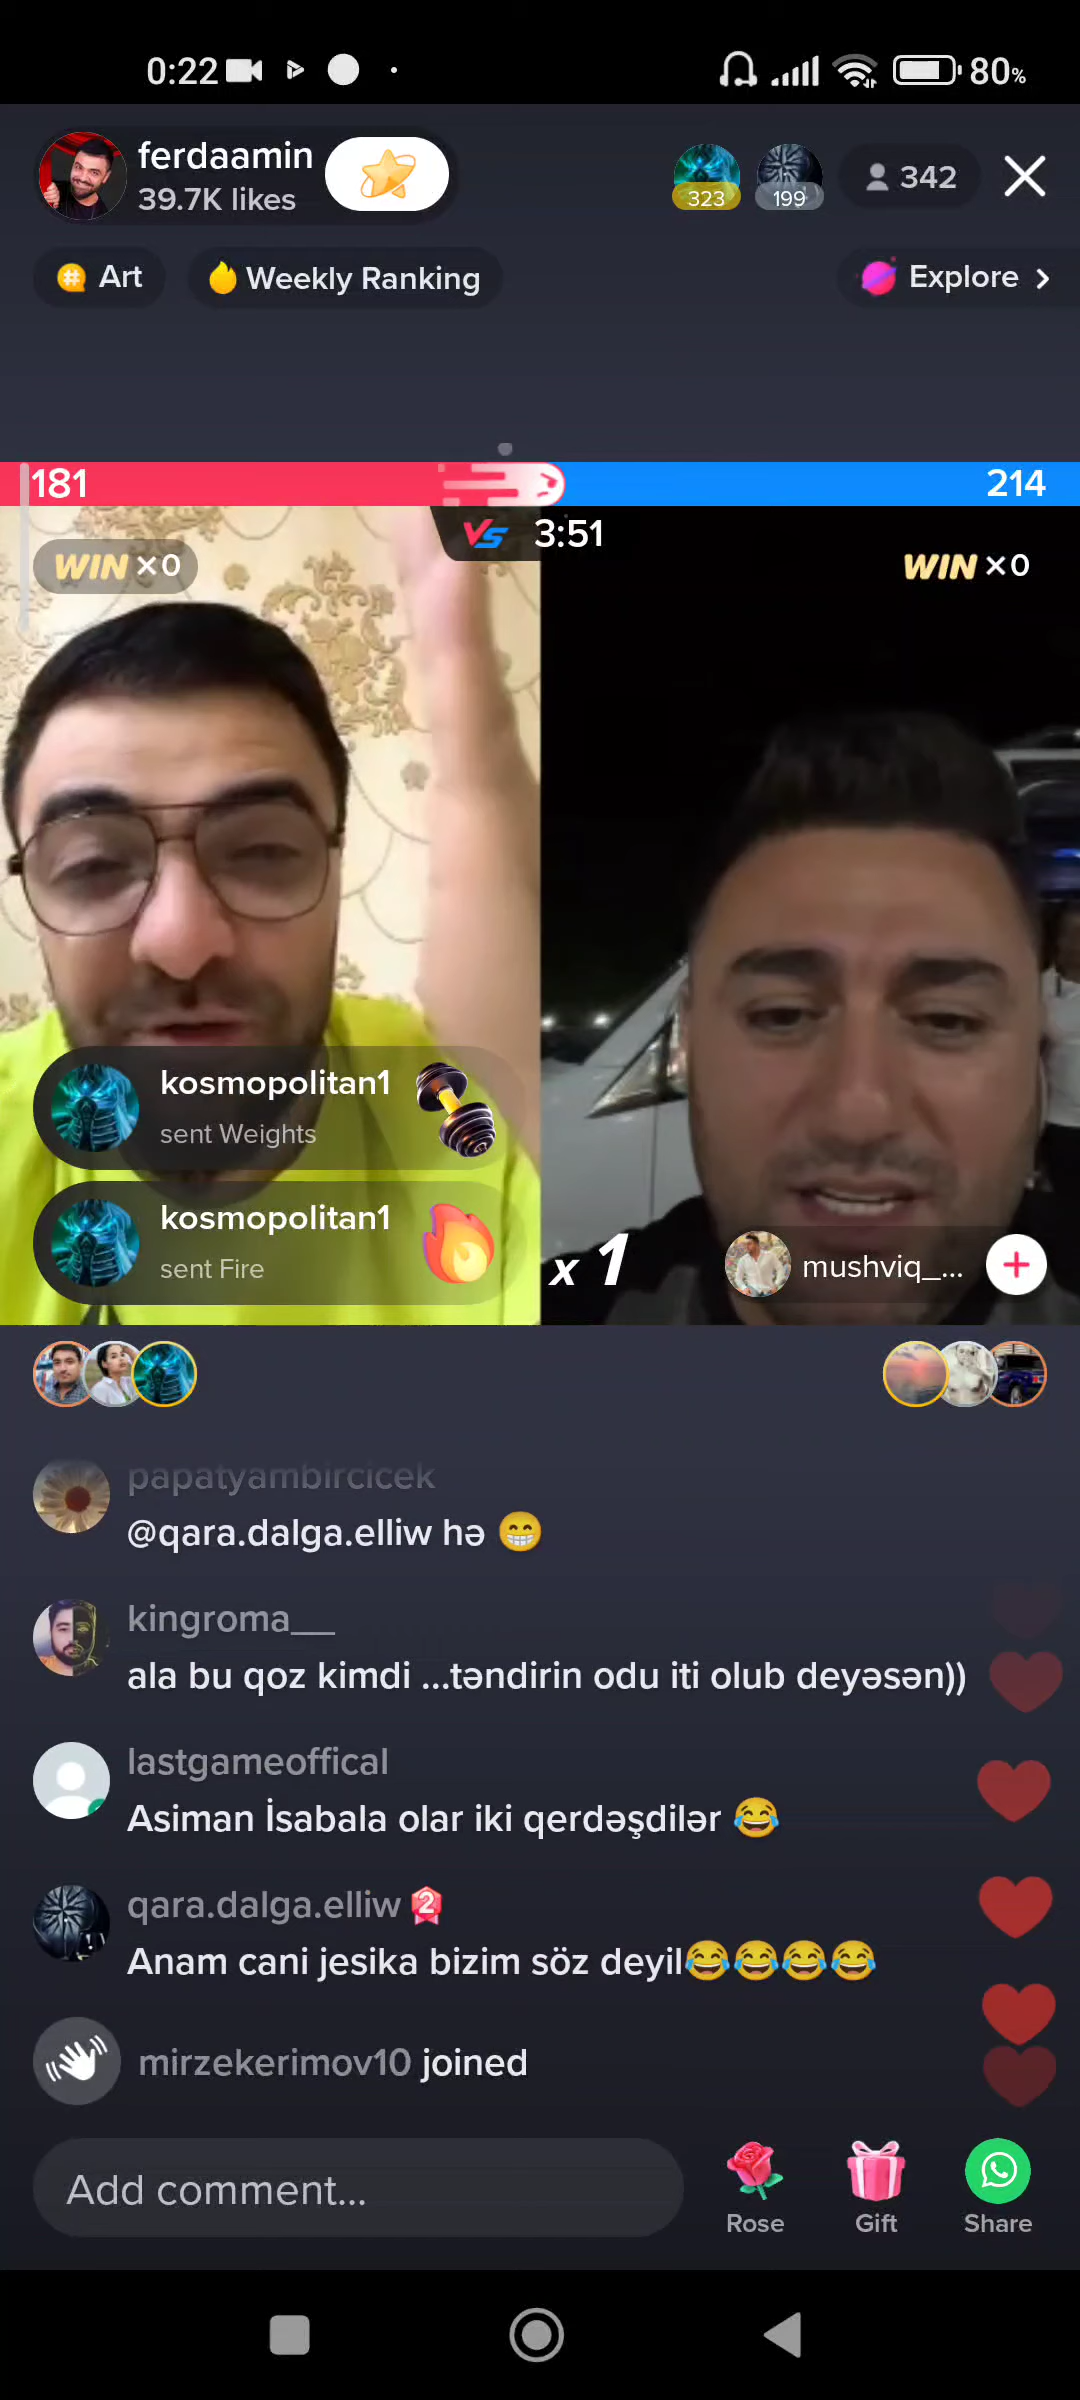 0:22
80%
ferdaamin
39.7K likes
323
199
342
Art
Weekly Ranking
Explore
181
214
VS 3:51
WIN ×0
WIN ×0
kosmopolitan1
sent Weights
kosmopolitan1
sent Fire
x 1
mushviq_...
papatyambircicek
@qara.dalga.elliw hə 😁
kingroma__
ala bu qoz kimdi ...təndirin odu iti olub deyəsən))
lastgameoffical
Asiman İsabala olar iki qerdəşdilər 😂
qara.dalga.elliw 2
Anam cani jesika bizim söz deyil😂😂😂😂
mirzekerimov10 joined
Add comment...
Rose
Gift
Share